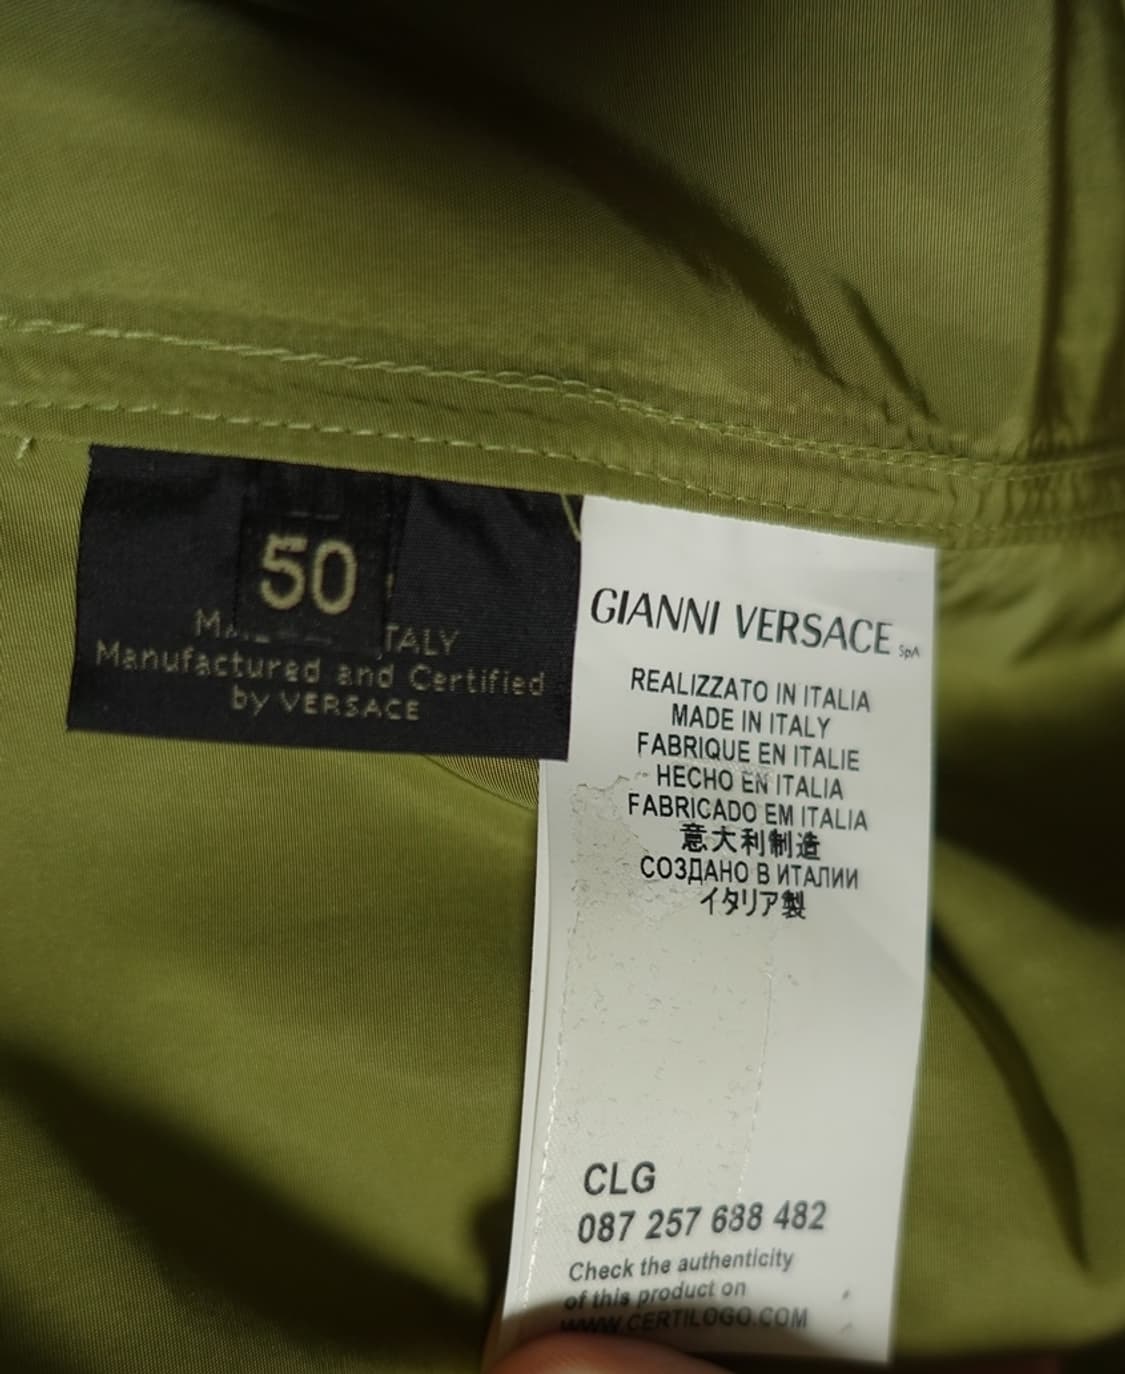 50
ITALY
Manufactured and Certified
by VERSACE
GIANNI VERSACE SpA
REALIZZATO IN ITALIA
MADE IN ITALY
FABRIQUE EN ITALIE
HECHO EN ITALIA
FABRICADO EM ITALIA
意大利制造
СОЗДАНО В ИТАЛИИ
イタリア製
CLG
087 257 688 482
Check the authenticity
of this product on
WWW.CERTILOGO.COM